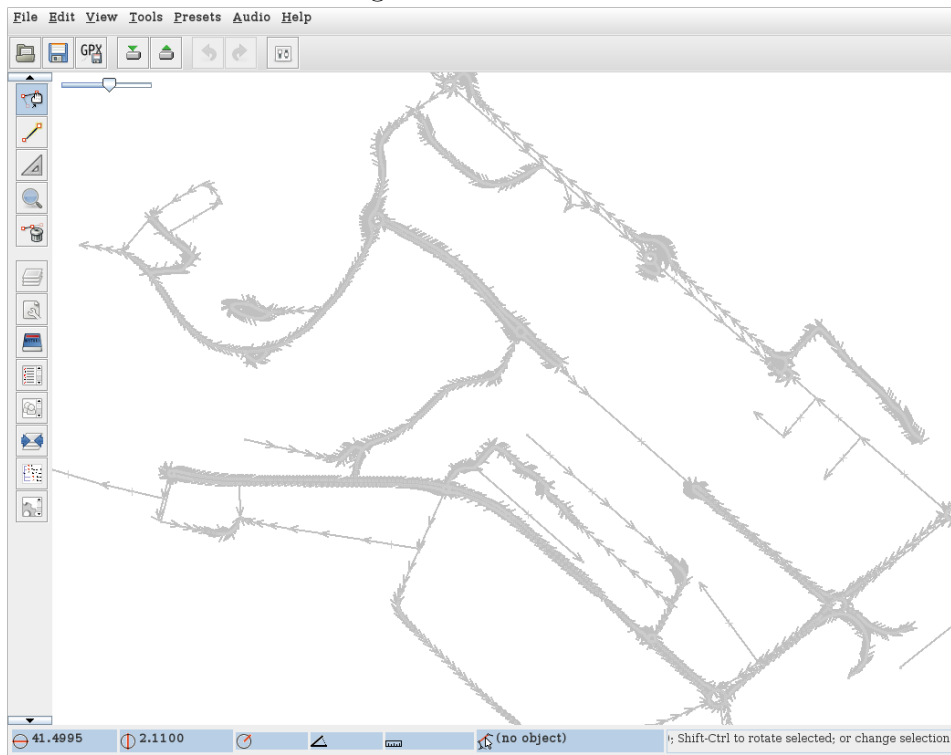 File Edit View Tools Presets Audio Help
GPX
41.4995
2.1100
(no object)
; Shift-Ctrl to rotate selected; or change selection